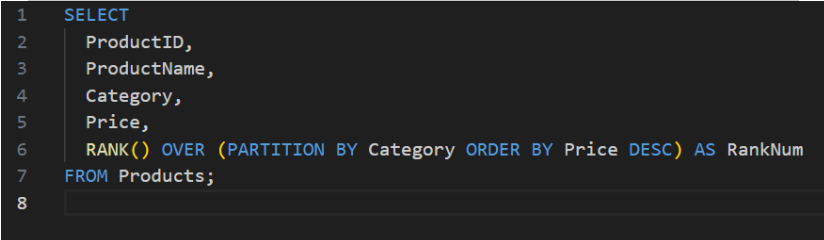 1 SELECT
2 ProductID,
3 ProductName,
4 Category,
5 Price,
6 RANK() OVER (PARTITION BY Category ORDER BY Price DESC) AS RankNum
7 FROM Products;
8